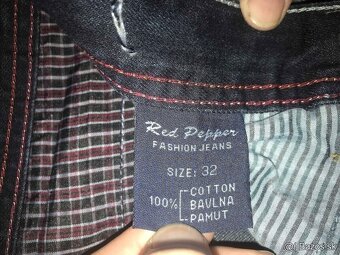 Red Pepper
FASHION JEANS
SIZE: 32
COTTON
100% BAVLNA
PAMUT